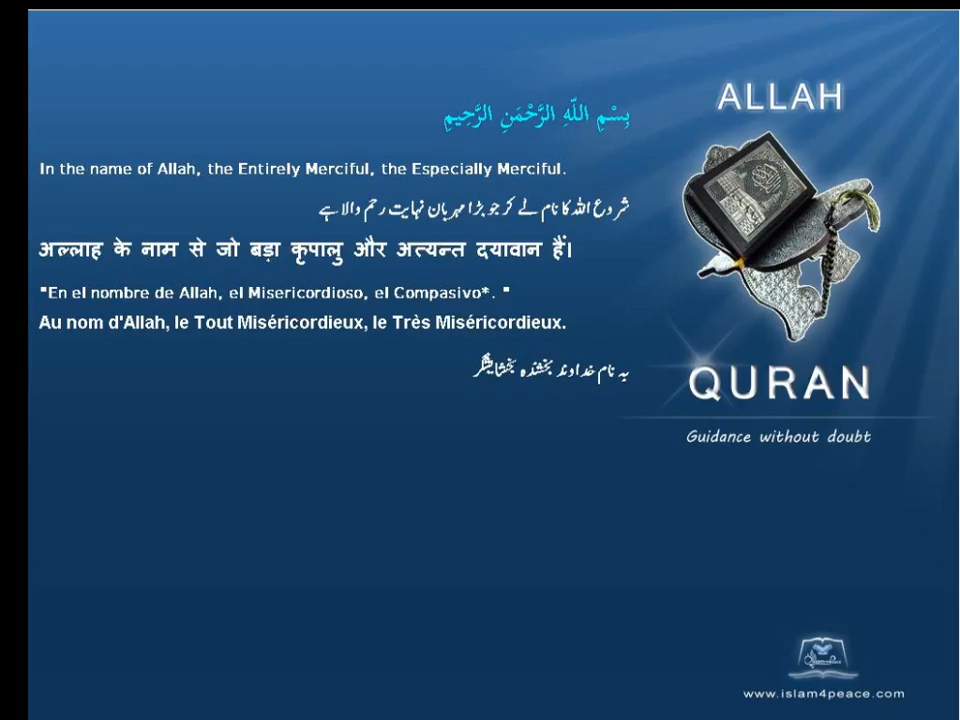 بِسْمِ اللَّهِ الرَّحْمَنِ الرَّحِيمِ
In the name of Allah, the Entirely Merciful, the Especially Merciful.
شروع الله کا نام لے کر جو بڑا مہربان نہایت رحم والا ہے
अल्लाह के नाम से जो बड़ा कृपालु और अत्यन्त दयावान हैं।
"En el nombre de Allah, el Misericordioso, el Compasivo*. "
Au nom d'Allah, le Tout Miséricordieux, le Très Miséricordieux.
به نام خداوند بخشنده بخشایشگر
ALLAH
QURAN
Guidance without doubt
www.islam4peace.com